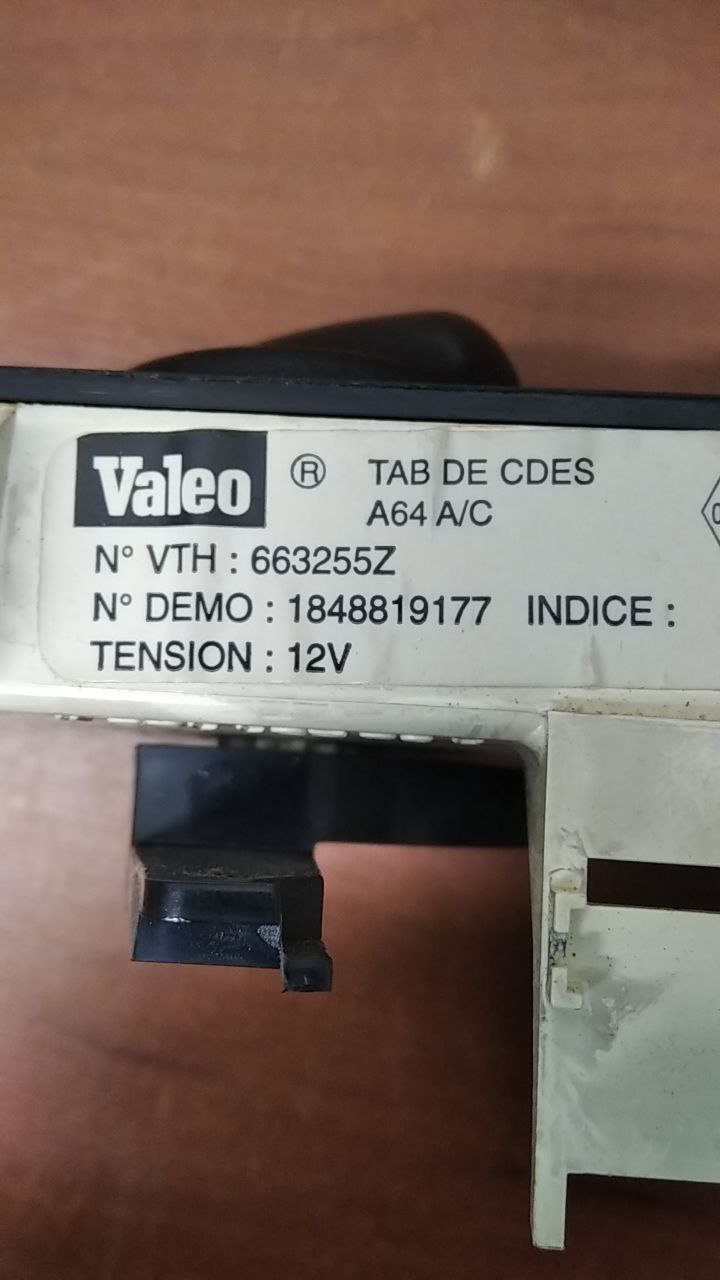 Valeo ® TAB DE CDES
A64 A/C
N° VTH : 663255Z
N° DEMO : 1848819177 INDICE :
TENSION : 12V